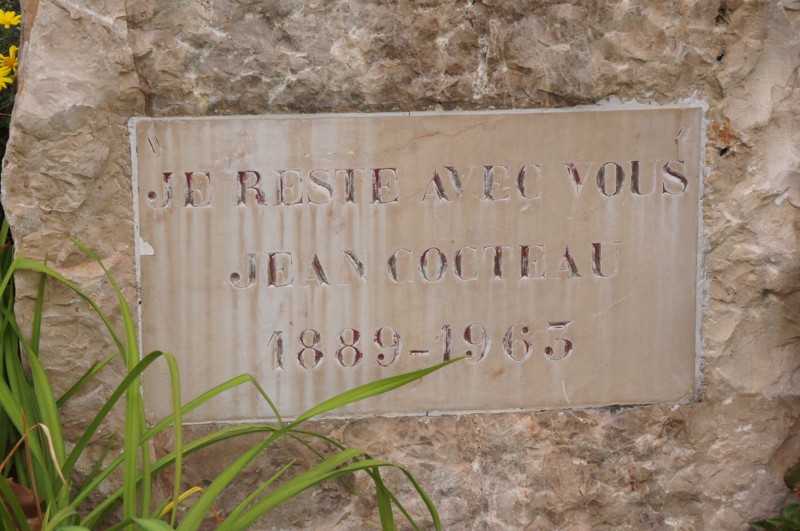 JE RESTE AVEC VOUS
JEAN COCTEAU
1889-1963